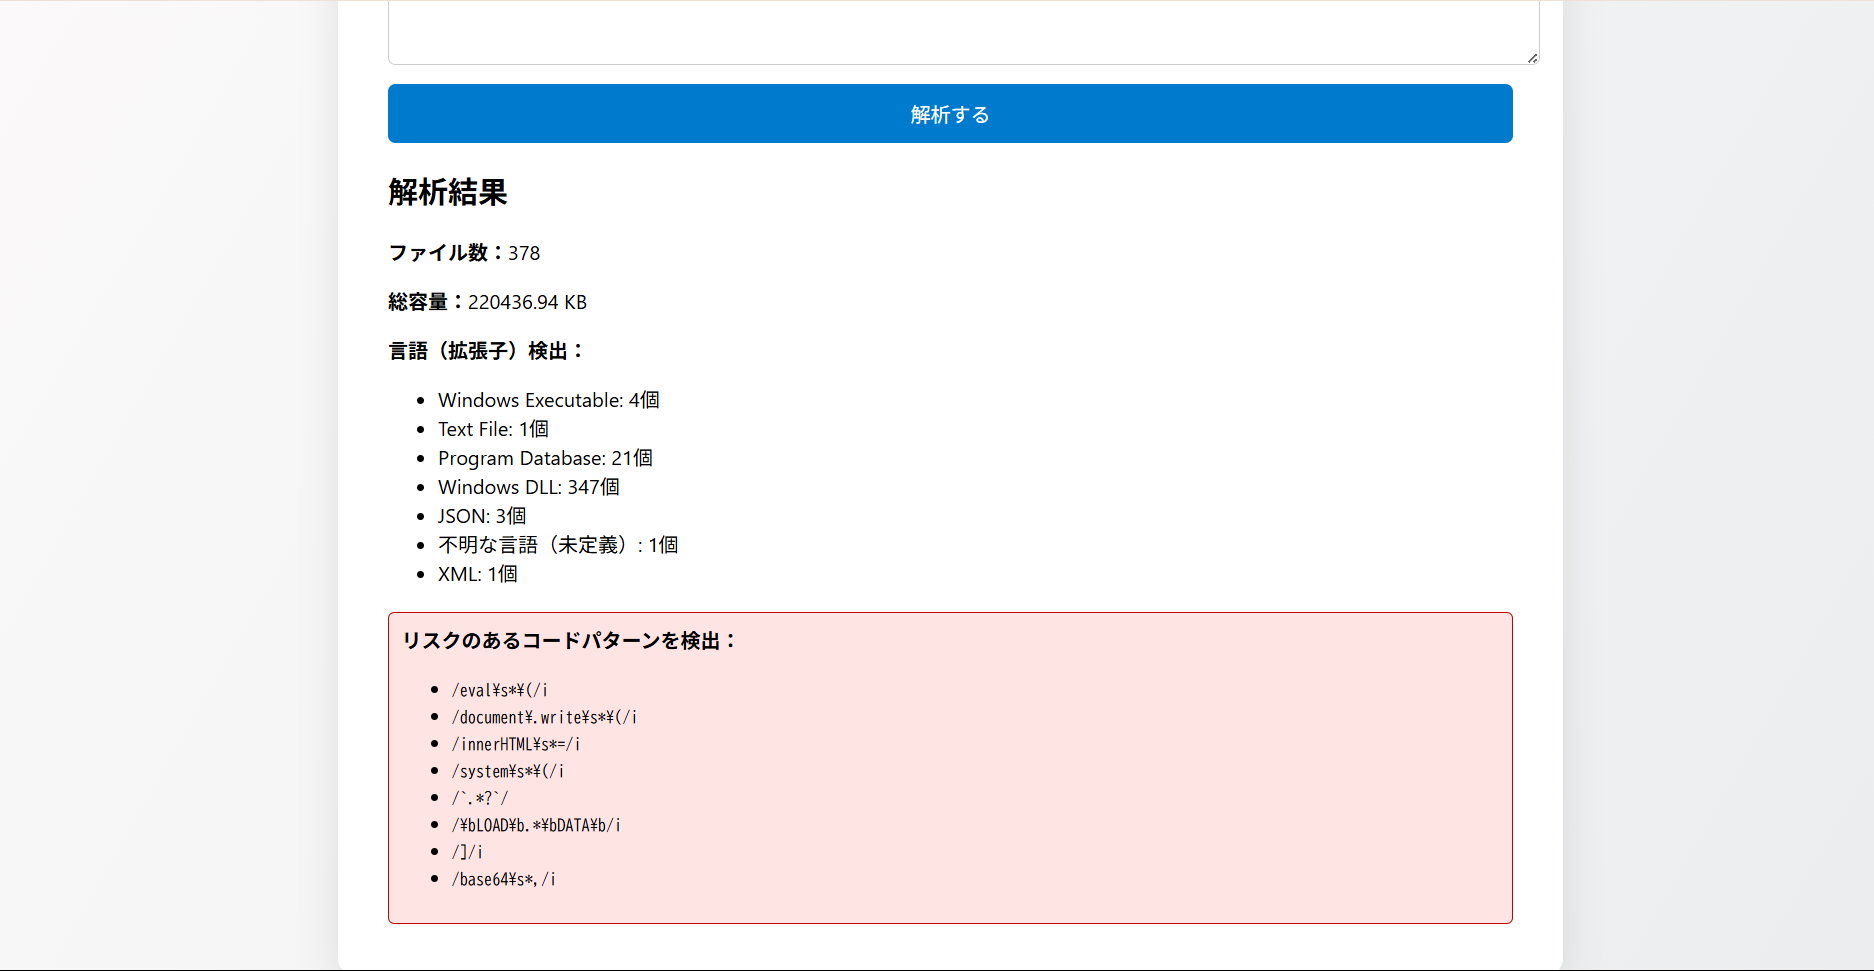 解析する
解析結果
ファイル数：378
総容量：220436.94 KB
言語（拡張子）検出：
Windows Executable: 4個
Text File: 1個
Program Database: 21個
Windows DLL: 347個
JSON: 3個
不明な言語（未定義）: 1個
XML: 1個
リスクのあるコードパターンを検出：
/eval¥s*¥(/i
/document¥.write¥s*¥(/i
/innerHTML¥s*=/i
/system¥s*¥(/i
/`.*?`/
/¥bLOAD¥b.*¥bDATA¥b/i
/]/i
/base64¥s*,/i